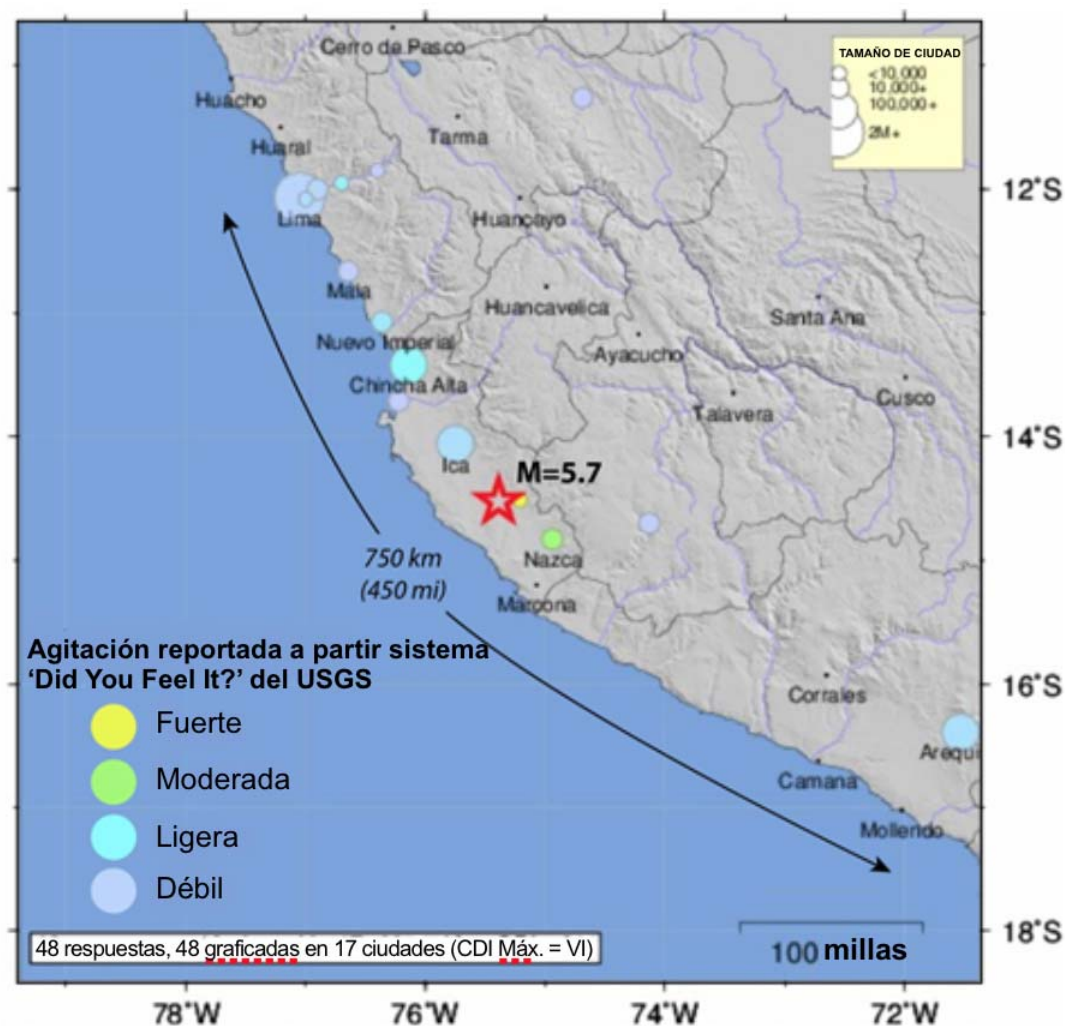 Cerro de Pasco
TAMAÑO DE CIUDAD
<10,000
10,000+
100,000+
2M+
Huacho
Tarma
Huaral
12°S
Lima
Huancayo
Mala
Huancavelica
Santa Ana
Nuevo Imperial
Ayacucho
Chincha Alta
Cusco
Talavera
14°S
Ica
M=5.7
750 km
(450 mi)
Nazca
Marcona
Agitación reportada a partir sistema
‘Did You Feel It?’ del USGS
Fuerte
Moderada
Ligera
Débil
16°S
Corrales
Arequi
Camana
Mollendo
48 respuestas, 48 graficadas en 17 ciudades (CDI Máx. = VI)
100 millas
18°S
78°W
76°W
74°W
72°W